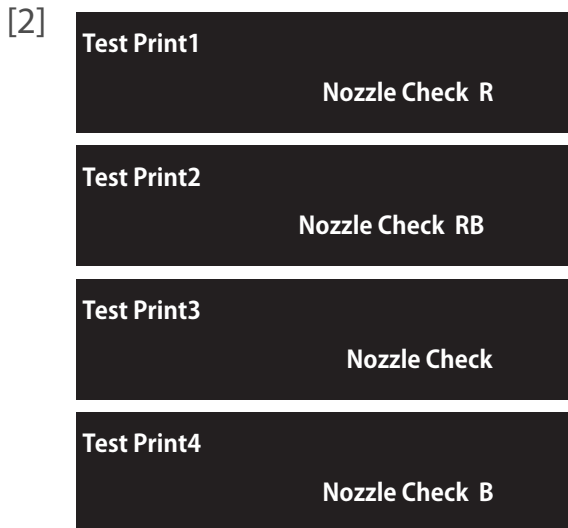 [2]
Test Print1
Nozzle Check R
Test Print2
Nozzle Check RB
Test Print3
Nozzle Check
Test Print4
Nozzle Check B